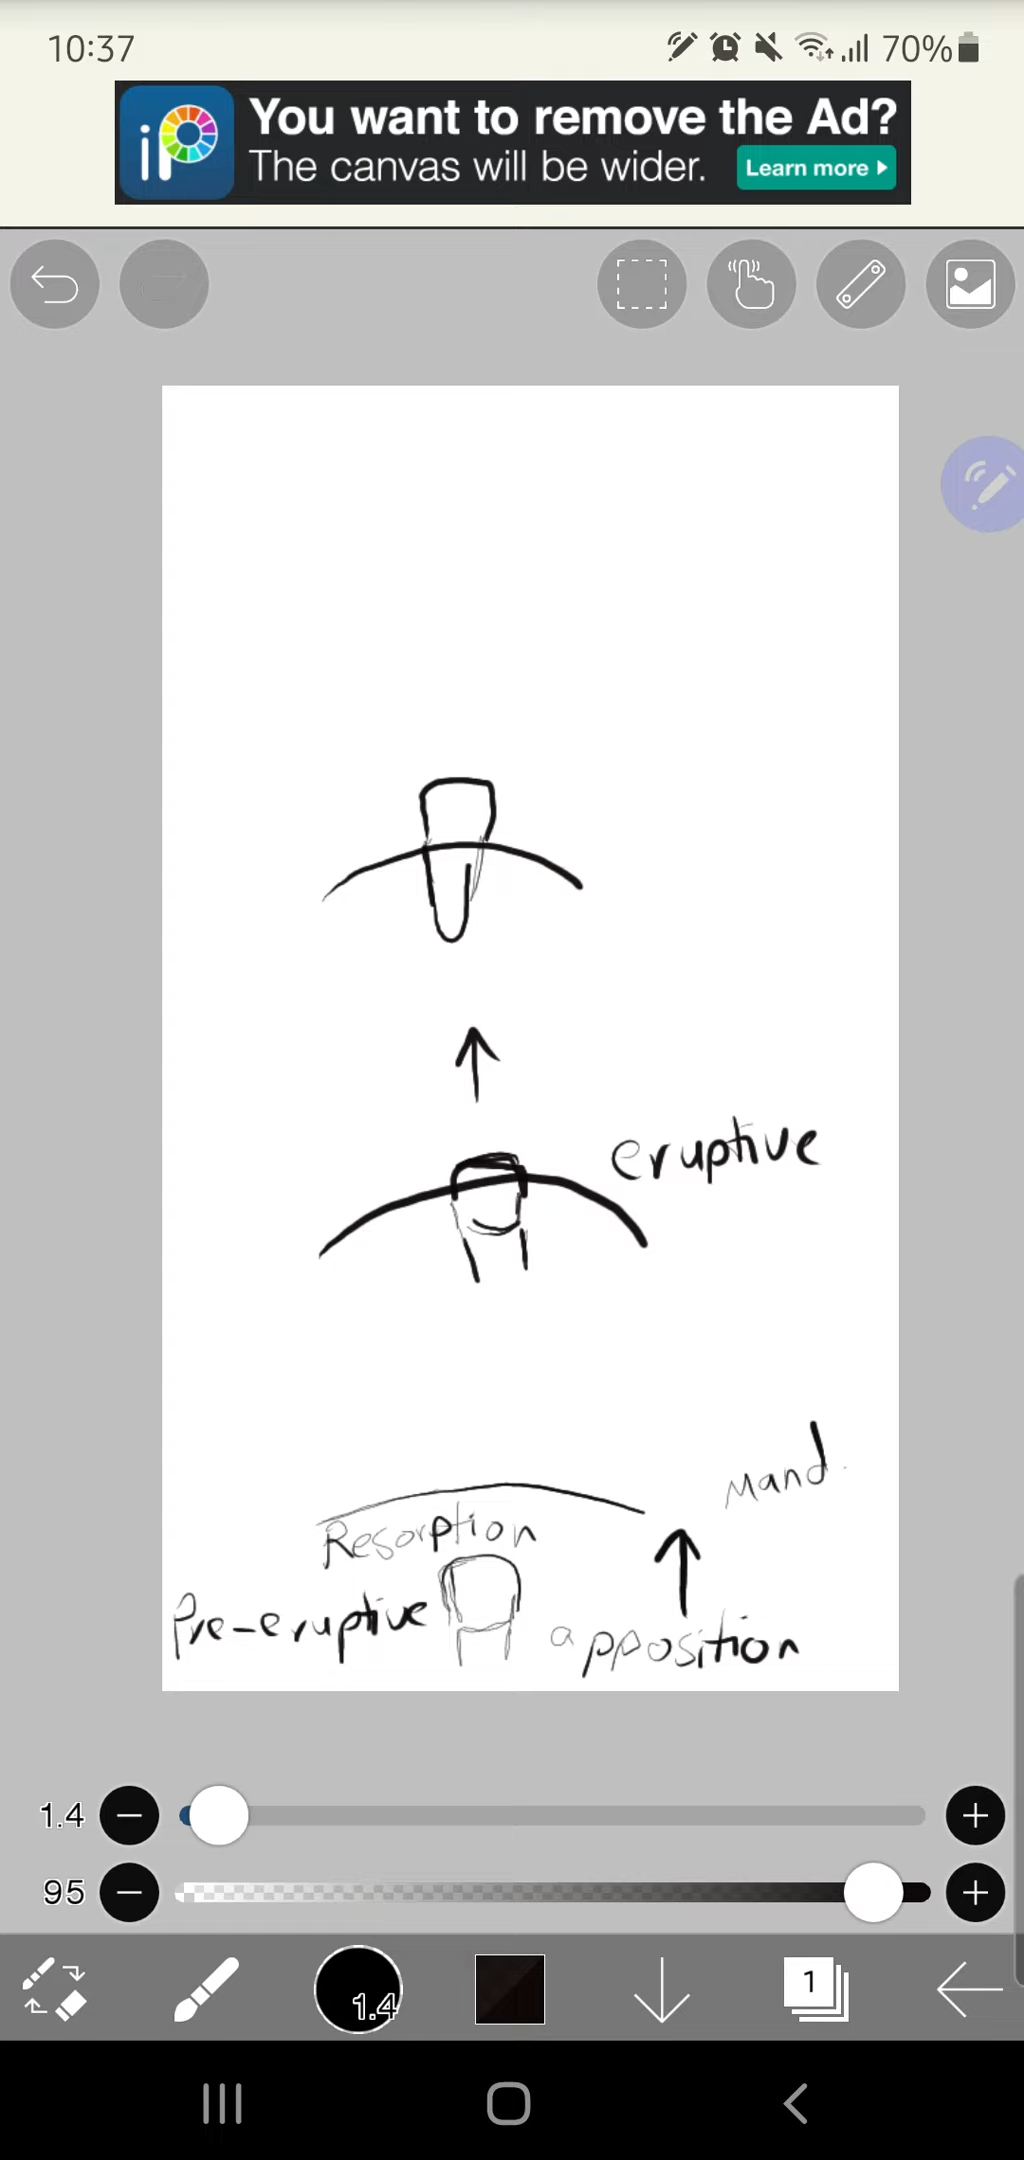 10:37
70%
iP
You want to remove the Ad?
The canvas will be wider.
Learn more
eruptive
Mand.
Resorption
Pre-eruptive
apposition
1.4
95
1.4
1